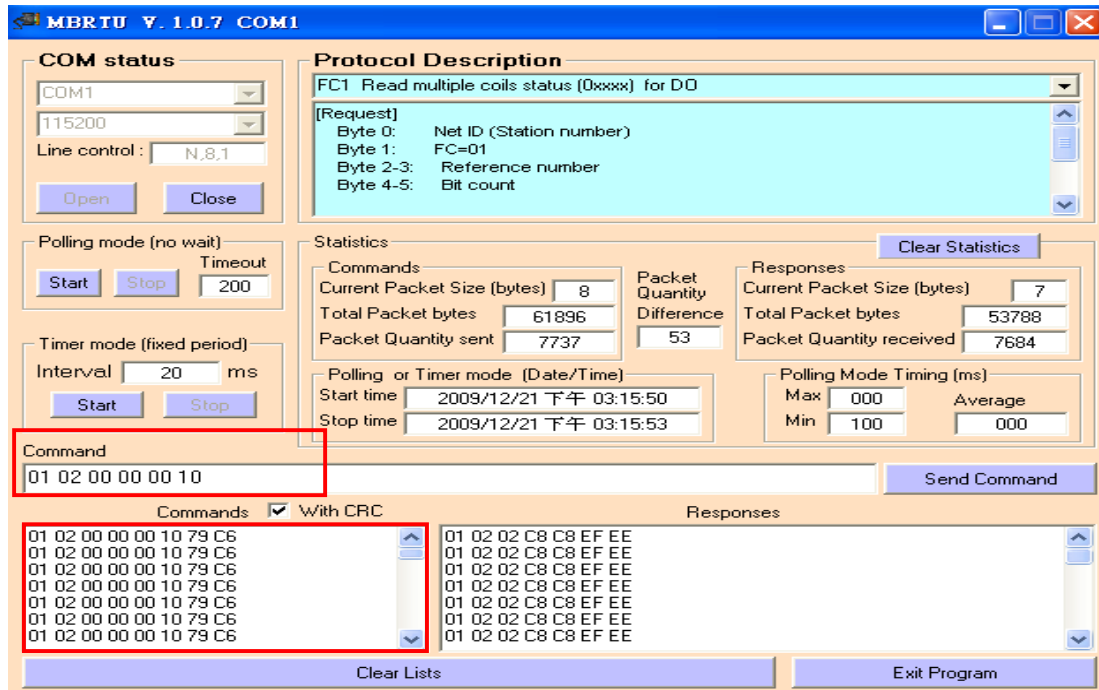 MBRTU V. 1.0.7 COM1
COM status
COM1
115200
Line control : N,8,1
Open Close
Protocol Description
FC1 Read multiple coils status (0xxxx) for DO
[Request]
Byte 0: Net ID (Station number)
Byte 1: FC=01
Byte 2-3: Reference number
Byte 4-5: Bit count
Polling mode (no wait)
Timeout
Start Stop 200
Timer mode (fixed period)
Interval 20 ms
Start Stop
Statistics
Clear Statistics
Commands
Current Packet Size (bytes) 8
Total Packet bytes 61896
Packet Quantity sent 7737
Packet
Quantity
Difference
53
Responses
Current Packet Size (bytes) 7
Total Packet bytes 53788
Packet Quantity received 7684
Polling or Timer mode (Date/Time)
Start time 2009/12/21 下午 03:15:50
Stop time 2009/12/21 下午 03:15:53
Polling Mode Timing (ms)
Max 000 Average
Min 100 000
Command
01 02 00 00 00 10
Send Command
Commands With CRC
01 02 00 00 00 10 79 C6
01 02 00 00 00 10 79 C6
01 02 00 00 00 10 79 C6
01 02 00 00 00 10 79 C6
01 02 00 00 00 10 79 C6
01 02 00 00 00 10 79 C6
01 02 00 00 00 10 79 C6
Responses
01 02 02 C8 C8 EF EE
01 02 02 C8 C8 EF EE
01 02 02 C8 C8 EF EE
01 02 02 C8 C8 EF EE
01 02 02 C8 C8 EF EE
01 02 02 C8 C8 EF EE
01 02 02 C8 C8 EF EE
Clear Lists
Exit Program